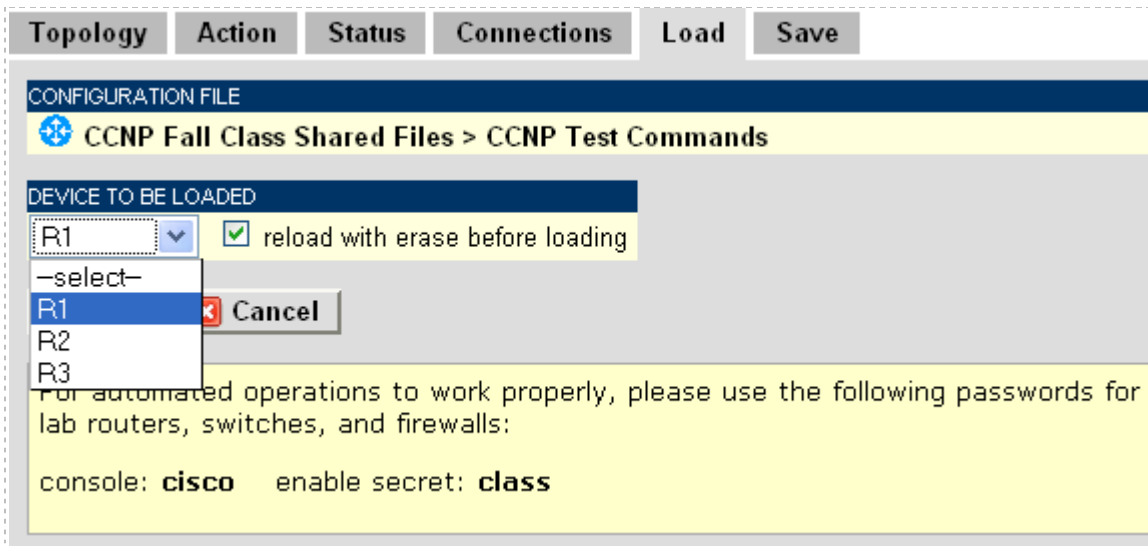 Topology Action Status Connections Load Save
CONFIGURATION FILE
CCNP Fall Class Shared Files > CCNP Test Commands
DEVICE TO BE LOADED
R1 reload with erase before loading
–select–
R1
Cancel
R2
R3
For automated operations to work properly, please use the following passwords for
lab routers, switches, and firewalls:
console: cisco enable secret: class